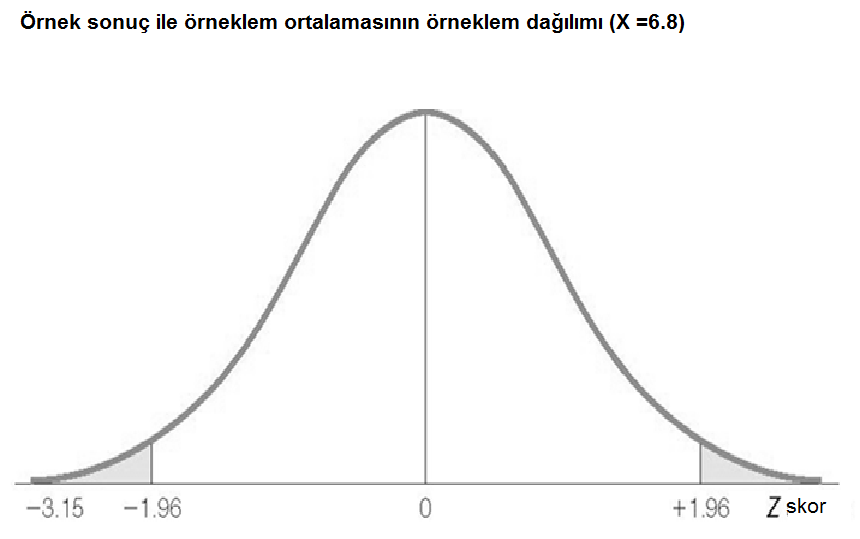 Örnek sonuç ile örneklem ortalamasının örneklem dağılımı (X =6.8)
−3.15 −1.96 0 +1.96 Z skor